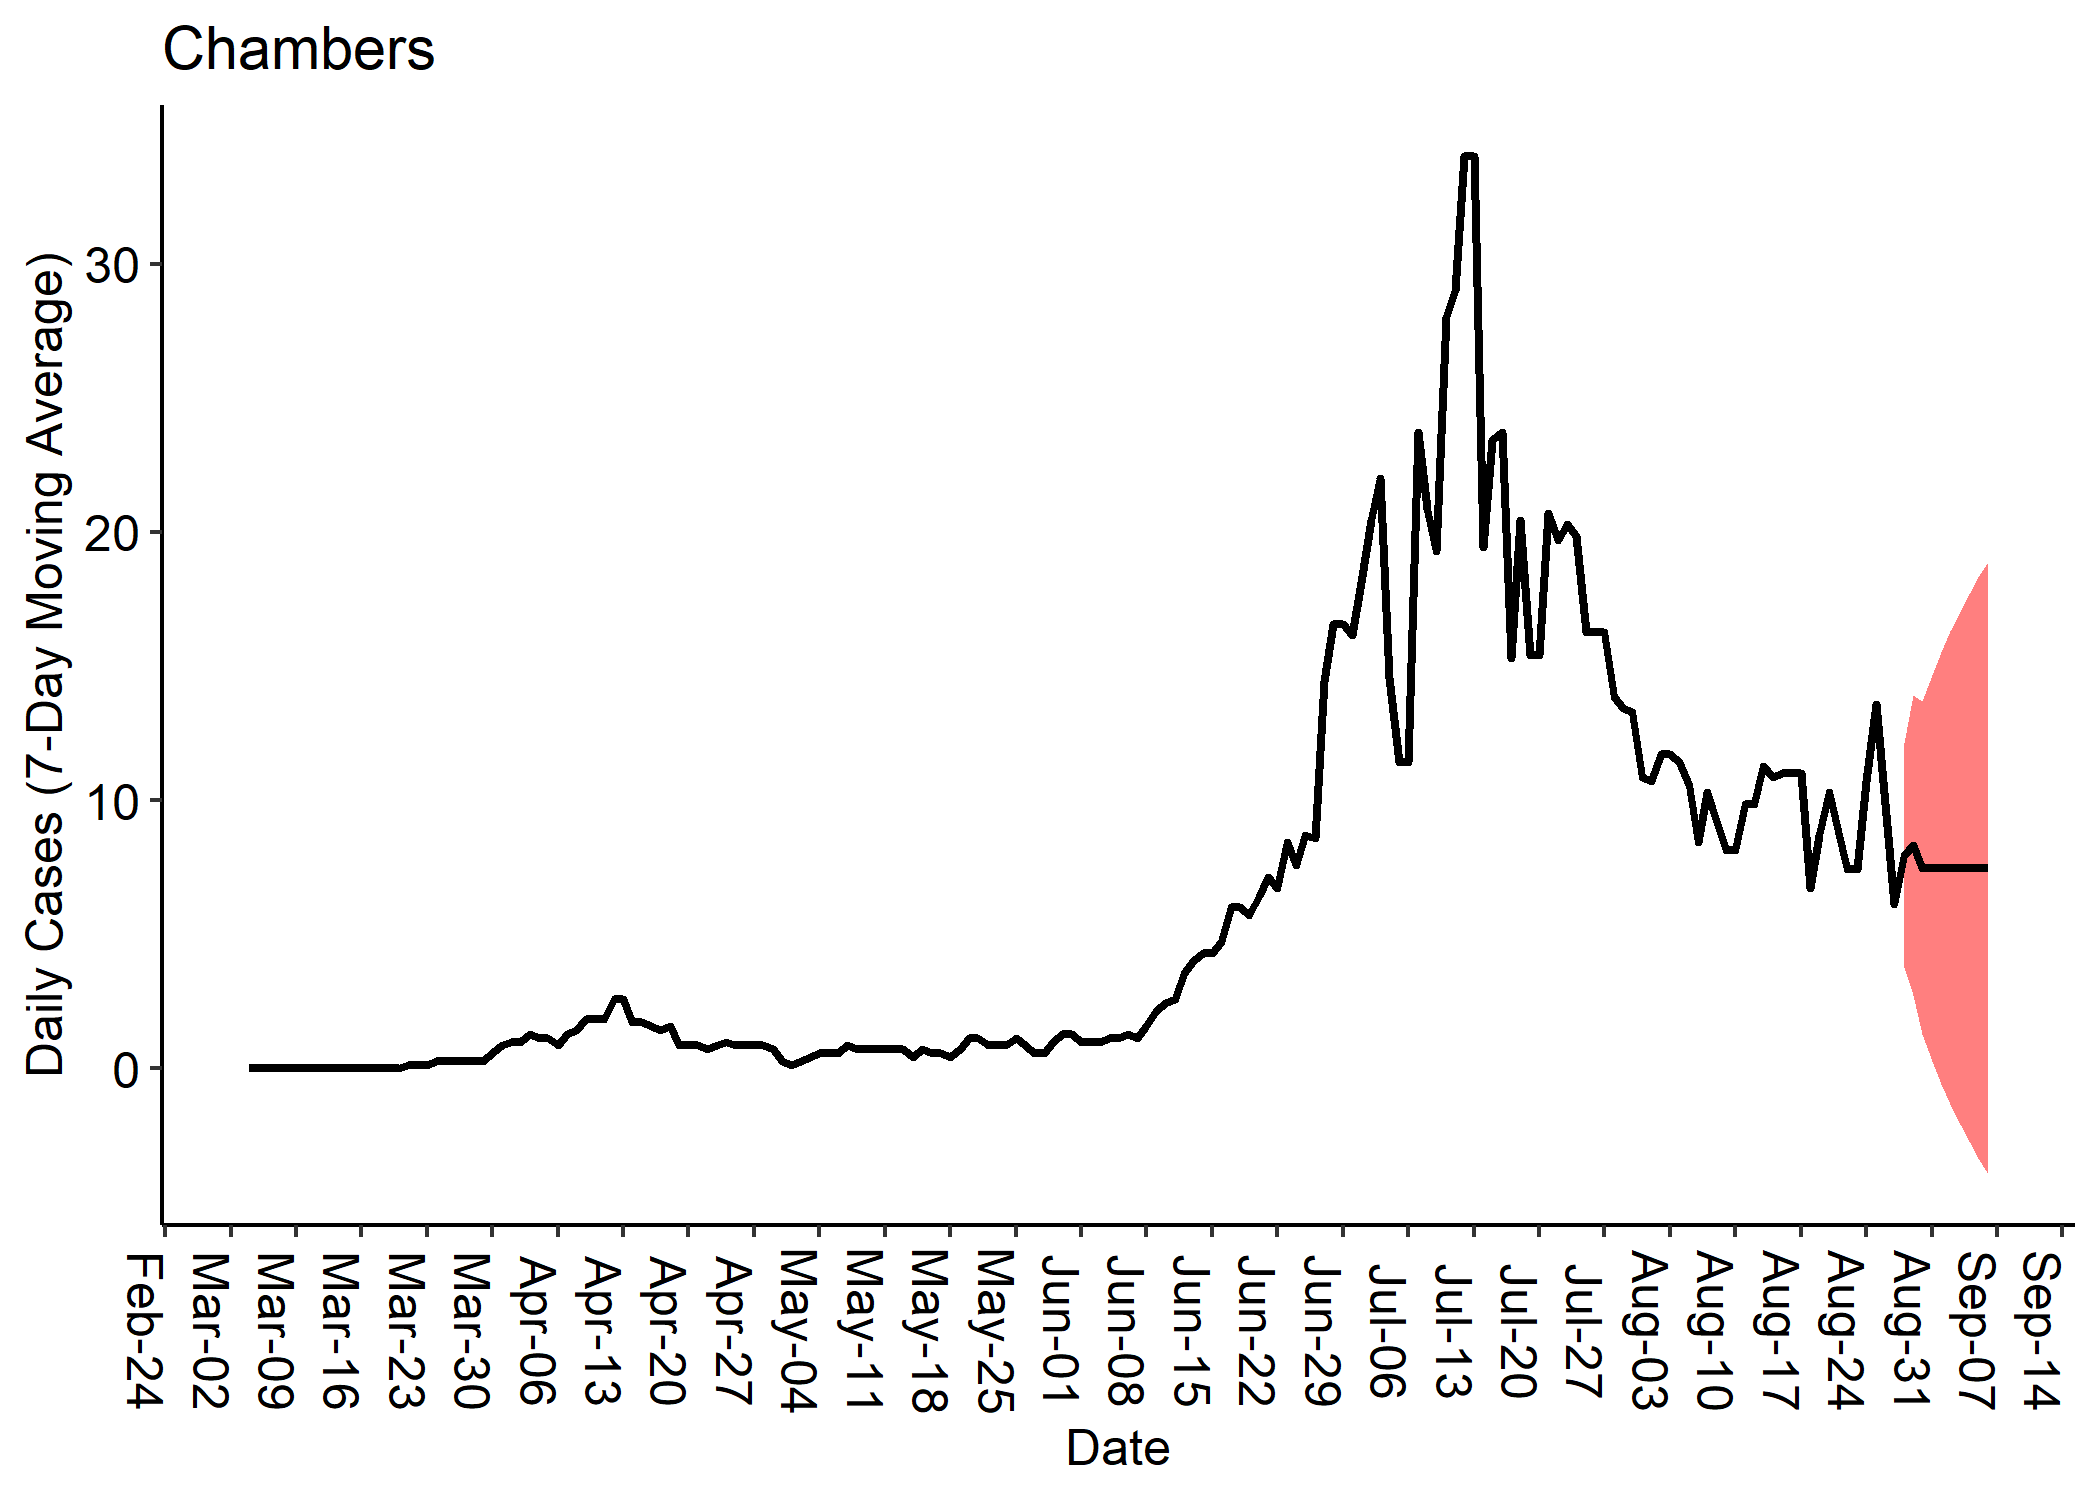 Chambers
Daily Cases (7-Day Moving Average)
30
20
10
0
Feb-24
Mar-02
Mar-09
Mar-16
Mar-23
Mar-30
Apr-06
Apr-13
Apr-20
Apr-27
May-04
May-11
May-18
May-25
Jun-01
Jun-08
Jun-15
Jun-22
Jun-29
Jul-06
Jul-13
Jul-20
Jul-27
Aug-03
Aug-10
Aug-17
Aug-24
Aug-31
Sep-07
Sep-14
Date